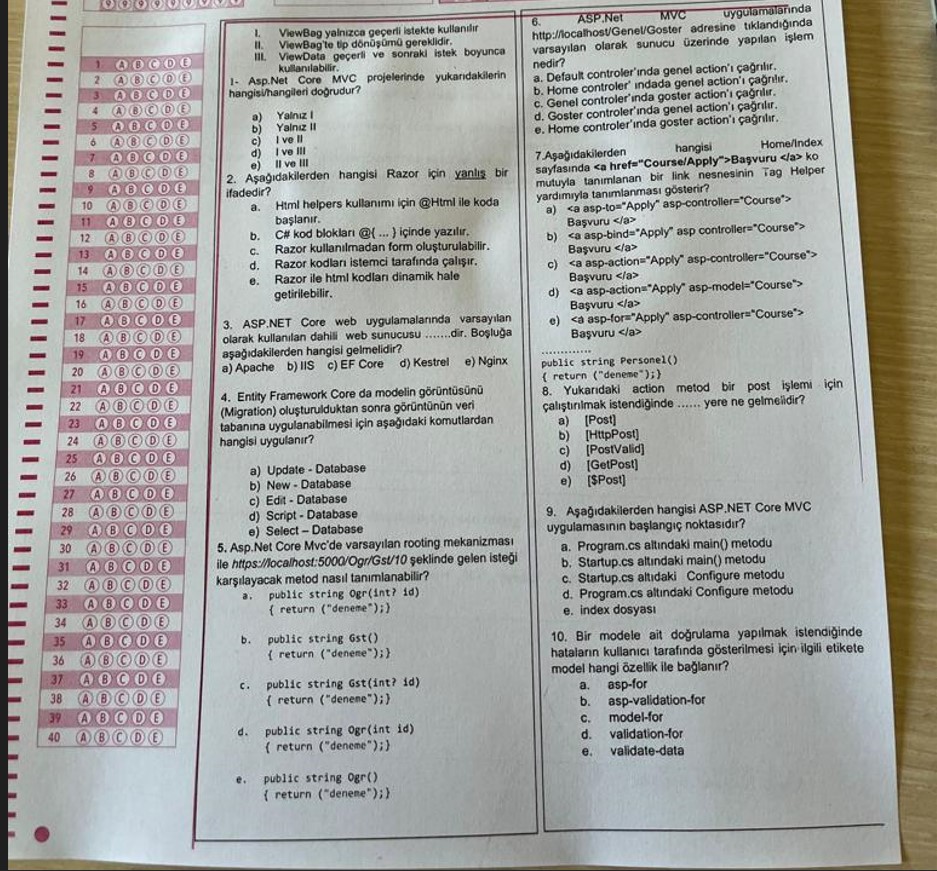 1 A B C D E
2 A B C D E
3 A B C D E
4 A B C D E
5 A B C D E
6 A B C D E
7 A B C D E
8 A B C D E
9 A B C D E
10 A B C D E
11 A B C D E
12 A B C D E
13 A B C D E
14 A B C D E
15 A B C D E
16 A B C D E
17 A B C D E
18 A B C D E
19 A B C D E
20 A B C D E
21 A B C D E
22 A B C D E
23 A B C D E
24 A B C D E
25 A B C D E
26 A B C D E
27 A B C D E
28 A B C D E
29 A B C D E
30 A B C D E
31 A B C D E
32 A B C D E
33 A B C D E
34 A B C D E
35 A B C D E
36 A B C D E
37 A B C D E
38 A B C D E
39 A B C D E
40 A B C D E
I. ViewBag yalnızca geçerli istekte kullanılır
II. ViewBag'te tip dönüşümü gereklidir.
III. ViewData geçerli ve sonraki istek boyunca
kullanılabilir.
1- Asp.Net Core MVC projelerinde yukarıdakilerin
hangisi/hangileri doğrudur?
a) Yalnız I
b) Yalnız II
c) I ve II
d) I ve III
e) II ve III
2. Aşağıdakilerden hangisi Razor için yanlış bir
ifadedir?
a. Html helpers kullanımı için @Html ile koda
başlanır.
b. C# kod blokları @{ ... } içinde yazılır.
c. Razor kullanılmadan form oluşturulabilir.
d. Razor kodları istemci tarafında çalışır.
e. Razor ile html kodları dinamik hale
getirilebilir.
3. ASP.NET Core web uygulamalarında varsayılan
olarak kullanılan dahili web sunucusu .......dir. Boşluğa
aşağıdakilerden hangisi gelmelidir?
a) Apache b) IIS c) EF Core d) Kestrel e) Nginx
4. Entity Framework Core da modelin görüntüsünü
(Migration) oluşturulduktan sonra görüntünün veri
tabanına uygulanabilmesi için aşağıdaki komutlardan
hangisi uygulanır?
a) Update - Database
b) New - Database
c) Edit - Database
d) Script - Database
e) Select – Database
5. Asp.Net Core Mvc'de varsayılan rooting mekanizması
ile https://localhost:5000/Ogr/Gst/10 şeklinde gelen isteği
karşılayacak metod nasıl tanımlanabilir?
a. public string Ogr(int? id)
{ return ("deneme");}
b. public string Gst()
{ return ("deneme");}
c. public string Gst(int? id)
{ return ("deneme");}
d. public string Ogr(int id)
{ return ("deneme");}
e. public string Ogr()
{ return ("deneme");}
6. ASP.Net MVC uygulamalarında
http://localhost/Genel/Goster adresine tıklandığında
varsayılan olarak sunucu üzerinde yapılan işlem
nedir?
a. Default controler'ında genel action'ı çağrılır.
b. Home controler' ındada genel action'ı çağrılır.
c. Genel controler'ında goster action'ı çağrılır.
d. Goster controler'ında genel action'ı çağrılır.
e. Home controler'ında goster action'ı çağrılır.
7.Aşağıdakilerden hangisi Home/Index
sayfasında <a href="Course/Apply">Başvuru </a> ko
mutuyla tanımlanan bir link nesnesinin Tag Helper
yardımıyla tanımlanması gösterir?
a) <a asp-to="Apply" asp-controller="Course">
Başvuru </a>
b) <a asp-bind="Apply" asp controller="Course">
Başvuru </a>
c) <a asp-action="Apply" asp-controller="Course">
Başvuru </a>
d) <a asp-action="Apply" asp-model="Course">
Başvuru </a>
e) <a asp-for="Apply" asp-controller="Course">
Başvuru </a>
.............
public string Personel()
{ return ("deneme");}
8. Yukarıdaki action metod bir post işlemi için
çalıştırılmak istendiğinde ...... yere ne gelmelidir?
a) [Post]
b) [HttpPost]
c) [PostValid]
d) [GetPost]
e) [$Post]
9. Aşağıdakilerden hangisi ASP.NET Core MVC
uygulamasının başlangıç noktasıdır?
a. Program.cs altındaki main() metodu
b. Startup.cs altındaki main() metodu
c. Startup.cs altıdaki Configure metodu
d. Program.cs altındaki Configure metodu
e. index dosyası
10. Bir modele ait doğrulama yapılmak istendiğinde
hataların kullanıcı tarafında gösterilmesi için ilgili etikete
model hangi özellik ile bağlanır?
a. asp-for
b. asp-validation-for
c. model-for
d. validation-for
e. validate-data